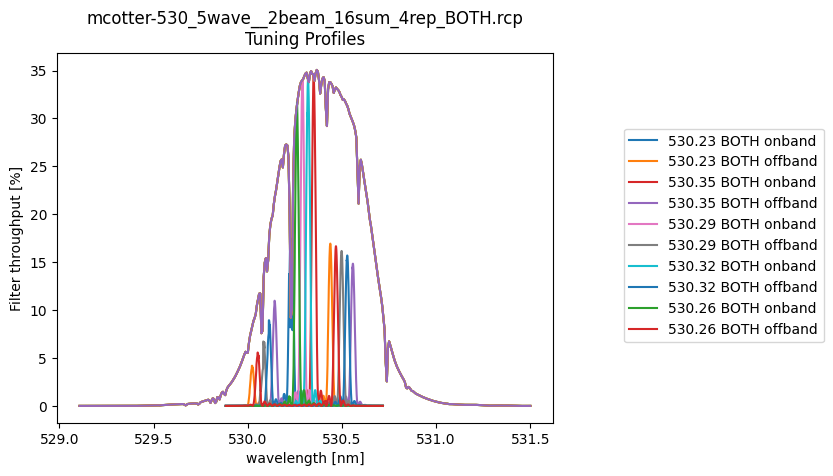 mcotter-530_5wave__2beam_16sum_4rep_BOTH.rcp
Tuning Profiles
Filter throughput [%]
35
30
25
20
15
10
5
0
529.0 529.5 530.0 530.5 531.0 531.5
wavelength [nm]
530.23 BOTH onband
530.23 BOTH offband
530.35 BOTH onband
530.35 BOTH offband
530.29 BOTH onband
530.29 BOTH offband
530.32 BOTH onband
530.32 BOTH offband
530.26 BOTH onband
530.26 BOTH offband